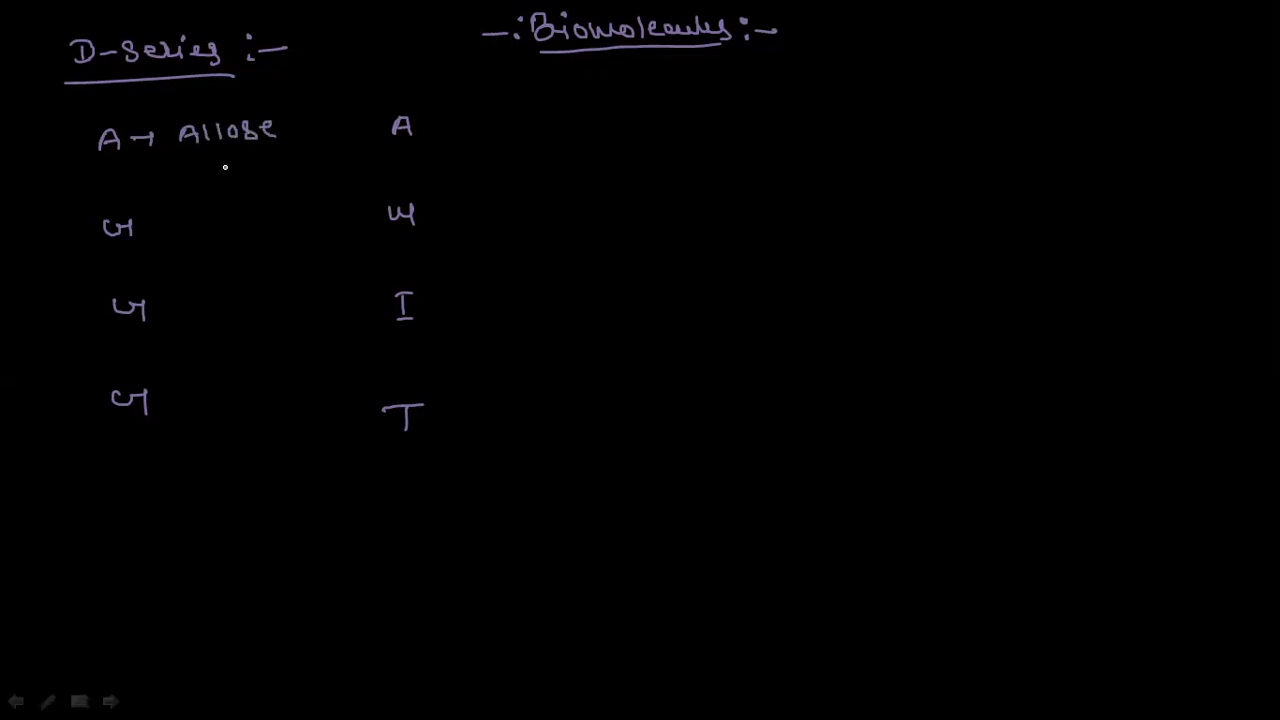 —: Biomolecules :—
D-Series :—
A → Allose A
G M
G I
G T